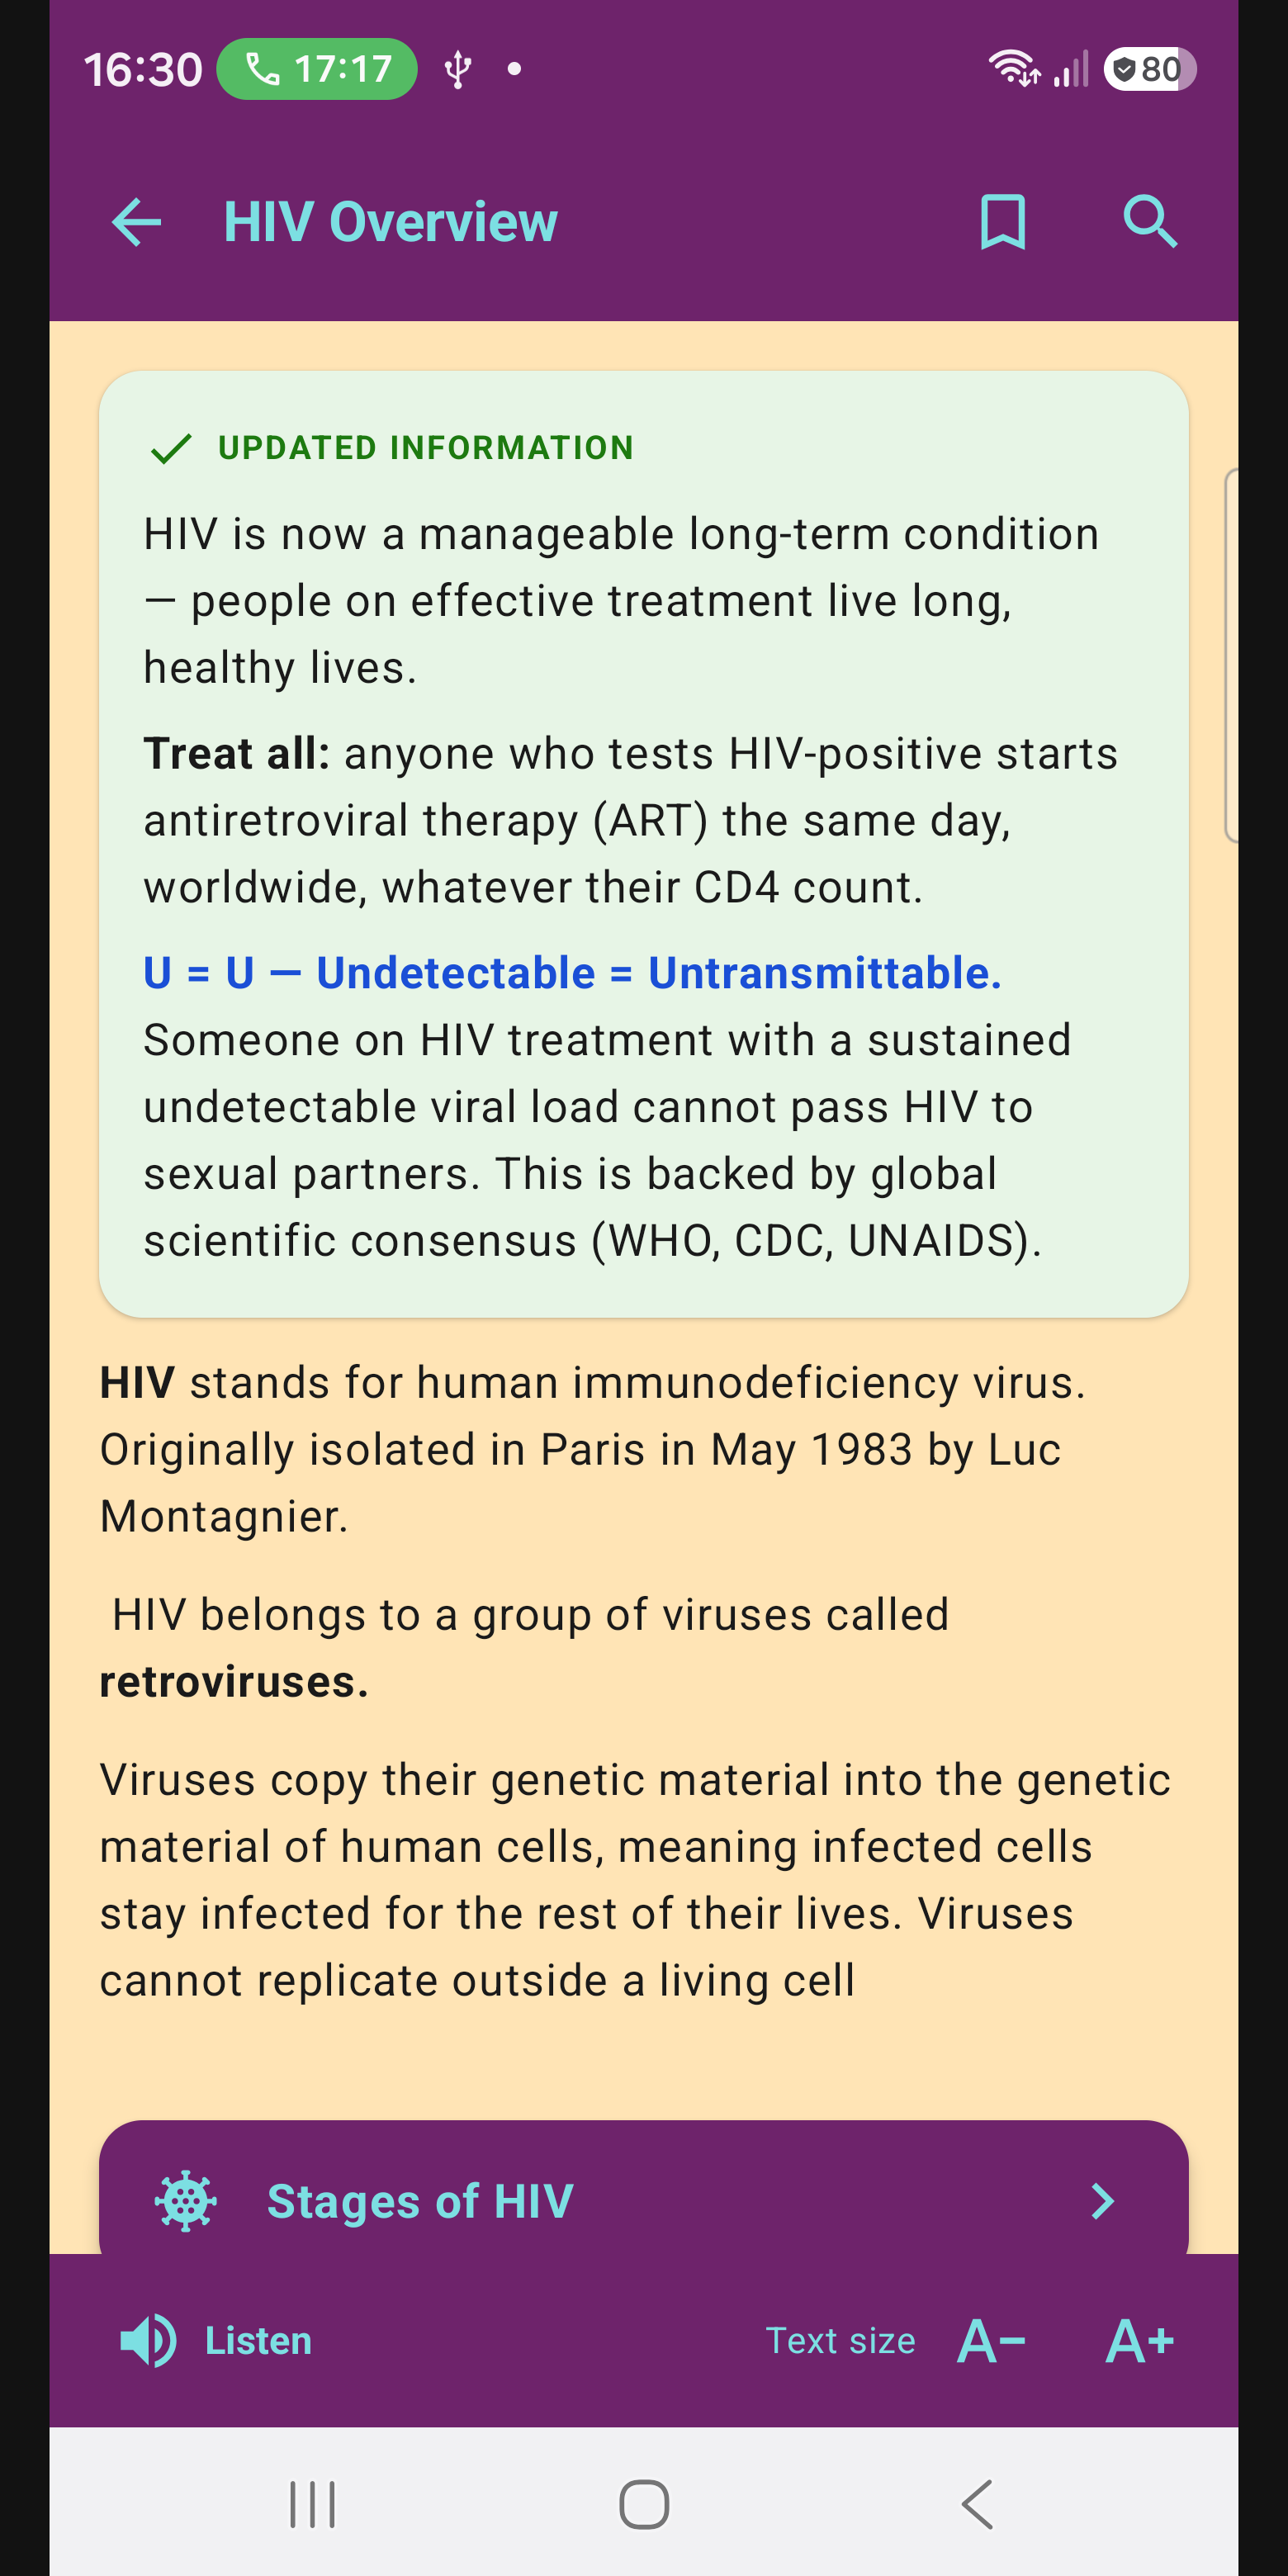 16:30 17:17 80
HIV Overview
UPDATED INFORMATION
HIV is now a manageable long-term condition
— people on effective treatment live long,
healthy lives.
Treat all: anyone who tests HIV-positive starts
antiretroviral therapy (ART) the same day,
worldwide, whatever their CD4 count.
U = U — Undetectable = Untransmittable.
Someone on HIV treatment with a sustained
undetectable viral load cannot pass HIV to
sexual partners. This is backed by global
scientific consensus (WHO, CDC, UNAIDS).
HIV stands for human immunodeficiency virus.
Originally isolated in Paris in May 1983 by Luc
Montagnier.
HIV belongs to a group of viruses called
retroviruses.
Viruses copy their genetic material into the genetic
material of human cells, meaning infected cells
stay infected for the rest of their lives. Viruses
cannot replicate outside a living cell
Stages of HIV
Listen Text size A− A+